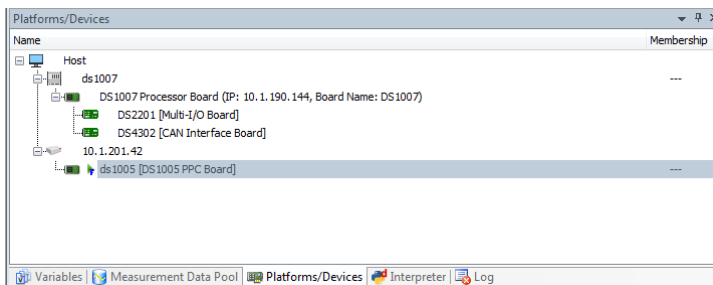 Platforms/Devices
Name Membership
Host
ds1007 ---
DS1007 Processor Board (IP: 10.1.190.144, Board Name: DS1007)
DS2201 [Multi-I/O Board]
DS4302 [CAN Interface Board]
10.1.201.42
ds1005 [DS1005 PPC Board] ---
Variables Measurement Data Pool Platforms/Devices Interpreter Log